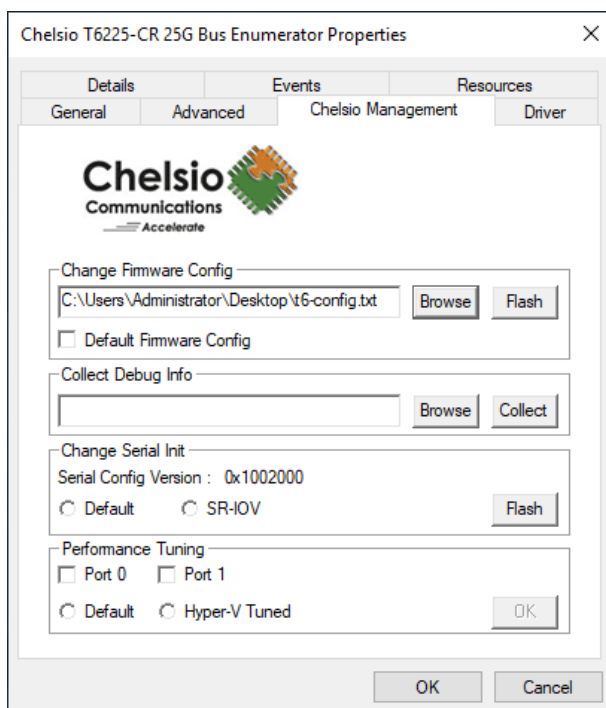 Chelsio T6225-CR 25G Bus Enumerator Properties
Details Events Resources
General Advanced Chelsio Management Driver
Chelsio
Communications
Accelerate
Change Firmware Config
C:\Users\Administrator\Desktop\t6-config.txt Browse Flash
Default Firmware Config
Collect Debug Info
Browse Collect
Change Serial Init
Serial Config Version : 0x1002000
Default SR-IOV Flash
Performance Tuning
Port 0 Port 1
Default Hyper-V Tuned OK
OK Cancel